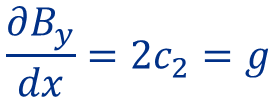 ∂B_y/dx = 2c_2 = g